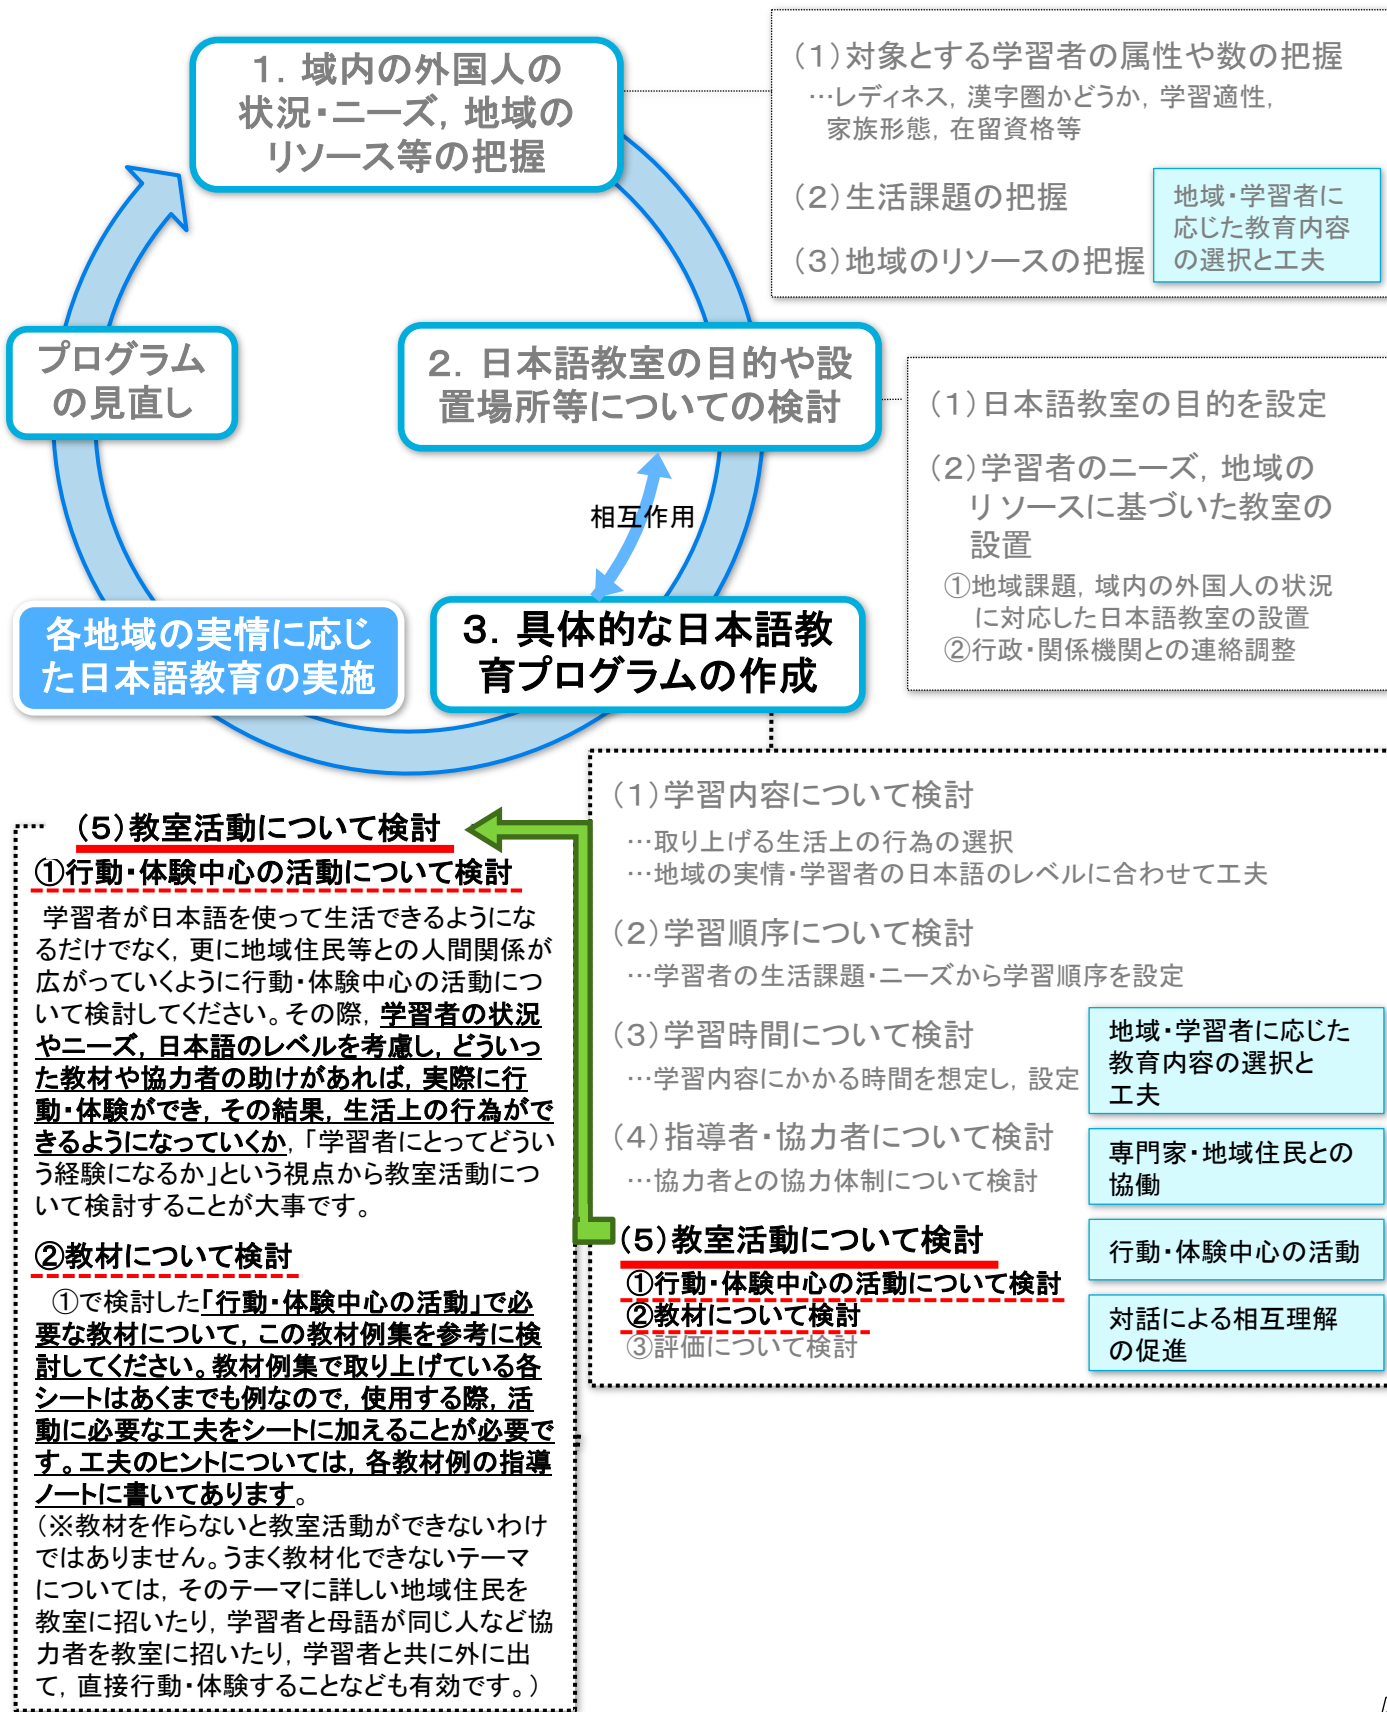 1．域内の外国人の
状況・ニーズ，地域の
リソース等の把握
（1）対象とする学習者の属性や数の把握
…レディネス，漢字圏かどうか，学習適性，
家族形態，在留資格等
（2）生活課題の把握
（3）地域のリソースの把握
地域・学習者に
応じた教育内容
の選択と工夫
プログラム
の見直し
2．日本語教室の目的や設
置場所等についての検討
（1）日本語教室の目的を設定
（2）学習者のニーズ，地域の
リソースに基づいた教室の
設置
①地域課題，域内の外国人の状況
に対応した日本語教室の設置
②行政・関係機関との連絡調整
相互作用
各地域の実情に応じ
た日本語教育の実施
3．具体的な日本語教
育プログラムの作成
（1）学習内容について検討
…取り上げる生活上の行為の選択
…地域の実情・学習者の日本語のレベルに合わせて工夫
（2）学習順序について検討
…学習者の生活課題・ニーズから学習順序を設定
（3）学習時間について検討
…学習内容にかかる時間を想定し，設定
（4）指導者・協力者について検討
…協力者との協力体制について検討
（5）教室活動について検討
①行動・体験中心の活動について検討
②教材について検討
③評価について検討
地域・学習者に応じた
教育内容の選択と
工夫
専門家・地域住民との
協働
行動・体験中心の活動
対話による相互理解
の促進
（5）教室活動について検討
①行動・体験中心の活動について検討
学習者が日本語を使って生活できるようにな
るだけでなく，更に地域住民等との人間関係が
広がっていくように行動・体験中心の活動につ
いて検討してください。その際，学習者の状況
やニーズ，日本語のレベルを考慮し，どういっ
た教材や協力者の助けがあれば，実際に行
動・体験ができ，その結果，生活上の行為がで
きるようになっていくか，「学習者にとってどうい
う経験になるか」という視点から教室活動につ
いて検討することが大事です。
②教材について検討
①で検討した「行動・体験中心の活動」で必
要な教材について，この教材例集を参考に検
討してください。教材例集で取り上げている各
シートはあくまでも例なので，使用する際，活
動に必要な工夫をシートに加えることが必要で
す。工夫のヒントについては，各教材例の指導
ノートに書いてあります。
（※教材を作らないと教室活動ができないわけ
ではありません。うまく教材化できないテーマ
については，そのテーマに詳しい地域住民を
教室に招いたり，学習者と母語が同じ人など協
力者を教室に招いたり，学習者と共に外に出
て，直接行動・体験することなども有効です。）